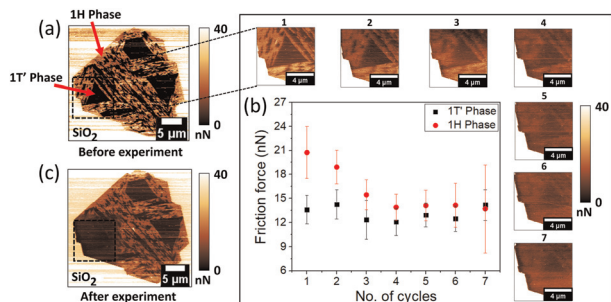 (a)
1H Phase
1T' Phase
SiO2
5 µm
40
0
nN
Before experiment
(c)
SiO2
5 µm
40
0
nN
After experiment
1
2
3
4
4 µm
4 µm
4 µm
4 µm
(b)
1T' Phase
1H Phase
Friction force (nN)
27
24
21
18
15
12
9
6
1 2 3 4 5 6 7
No. of cycles
5
4 µm
6
4 µm
7
4 µm
40
0
nN